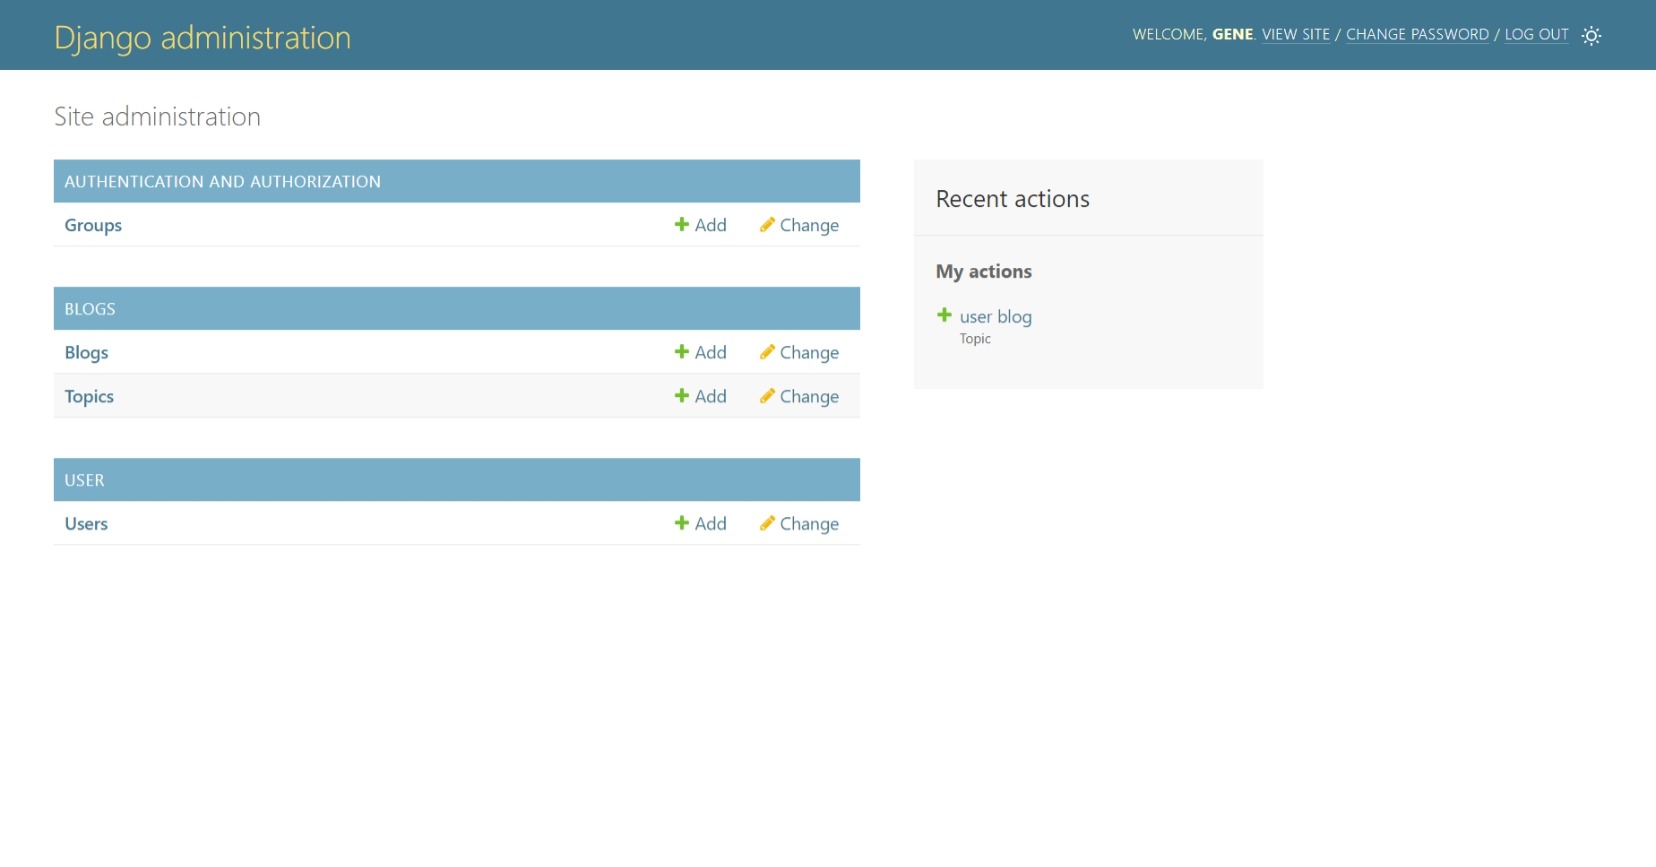 Django administration
WELCOME, GENE. VIEW SITE / CHANGE PASSWORD / LOG OUT
Site administration
AUTHENTICATION AND AUTHORIZATION
Groups Add Change
BLOGS
Blogs Add Change
Topics Add Change
USER
Users Add Change
Recent actions
My actions
user blog
Topic